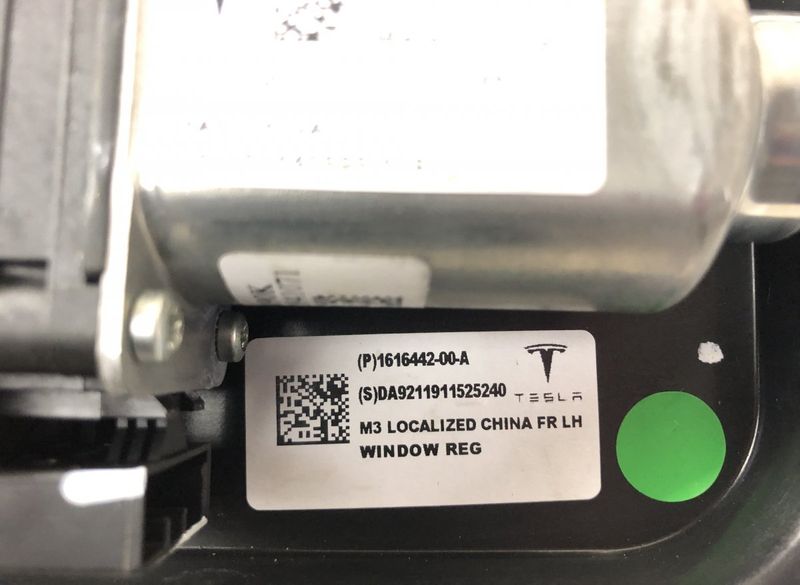 (P)1616442-00-A
(S)DA9211911525240
TESLA
M3 LOCALIZED CHINA FR LH
WINDOW REG